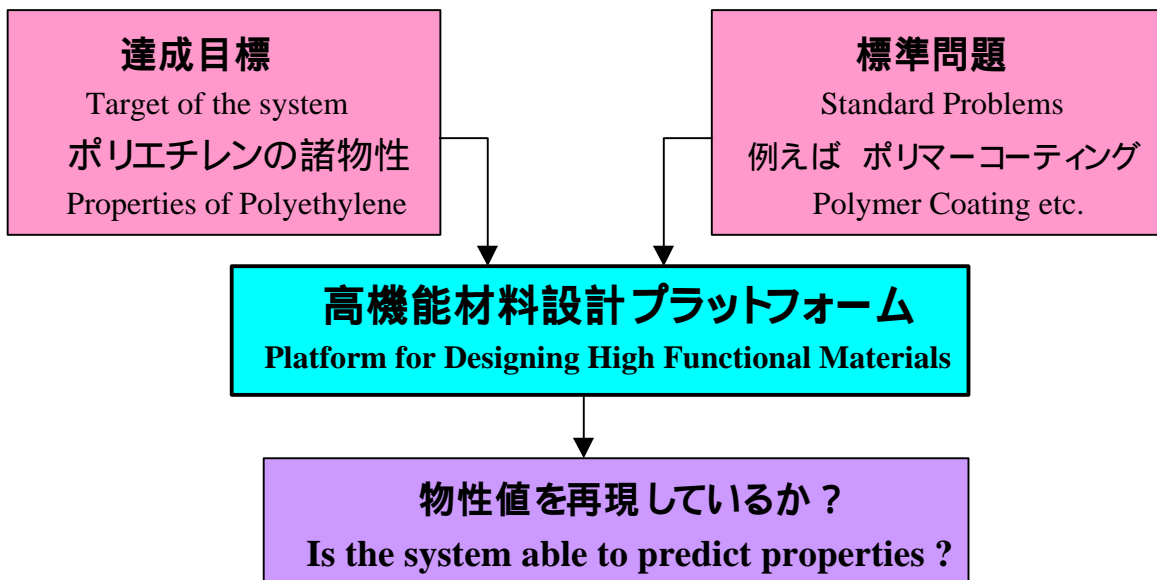 達成目標
Target of the system
ポリエチレンの諸物性
Properties of Polyethylene
標準問題
Standard Problems
例えば ポリマーコーティング
Polymer Coating etc.
高機能材料設計プラットフォーム
Platform for Designing High Functional Materials
物性値を再現しているか？
Is the system able to predict properties ?